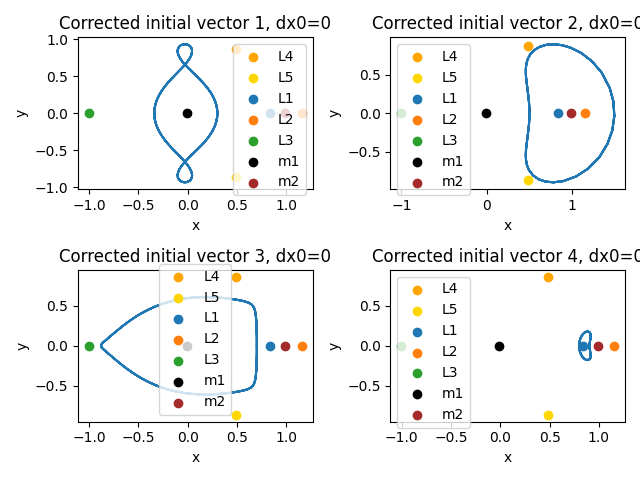 Corrected initial vector 1, dx0=0
1.0
0.5
0.0
−0.5
−1.0
y
−1.0 −0.5 0.0 0.5 1.0
x
L4
L5
L1
L2
L3
m1
m2
Corrected initial vector 2, dx0=0
0.5
0.0
−0.5
y
−1 0 1
x
L4
L5
L1
L2
L3
m1
m2
Corrected initial vector 3, dx0=0
0.5
0.0
−0.5
y
−1.0 −0.5 0.0 0.5 1.0
x
L4
L5
L1
L2
L3
m1
m2
Corrected initial vector 4, dx0=0
0.5
0.0
−0.5
y
−1.0 −0.5 0.0 0.5 1.0
x
L4
L5
L1
L2
L3
m1
m2